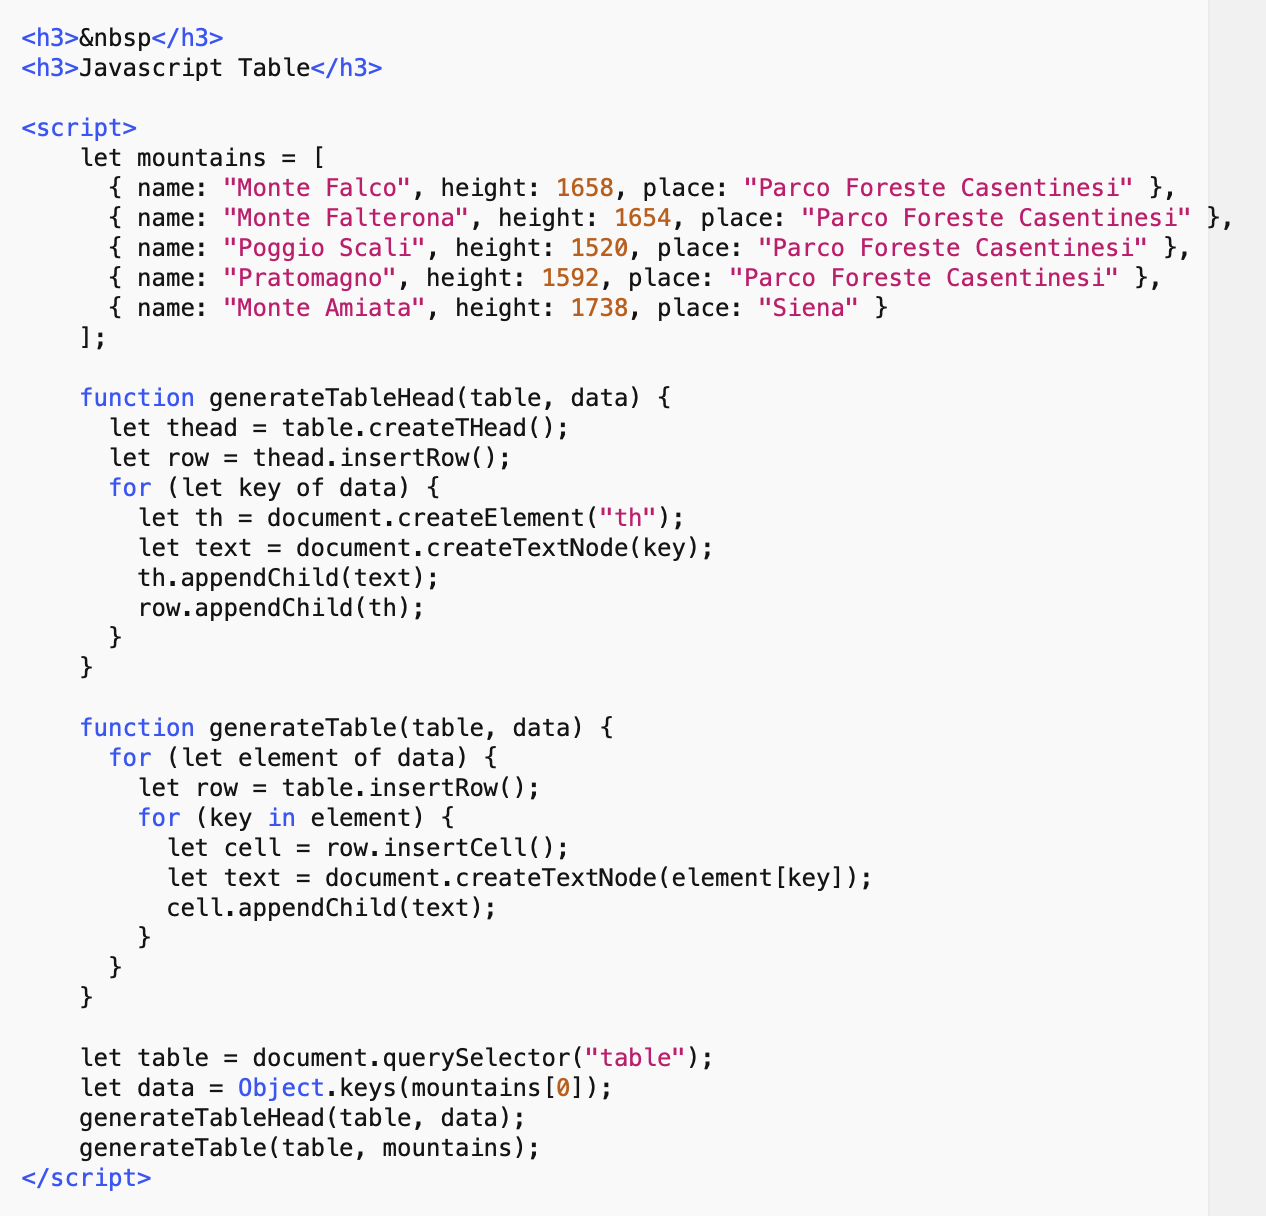 <h3>&nbsp</h3>
<h3>Javascript Table</h3>

<script>
    let mountains = [
      { name: "Monte Falco", height: 1658, place: "Parco Foreste Casentinesi" },
      { name: "Monte Falterona", height: 1654, place: "Parco Foreste Casentinesi" },
      { name: "Poggio Scali", height: 1520, place: "Parco Foreste Casentinesi" },
      { name: "Pratomagno", height: 1592, place: "Parco Foreste Casentinesi" },
      { name: "Monte Amiata", height: 1738, place: "Siena" }
    ];

    function generateTableHead(table, data) {
      let thead = table.createTHead();
      let row = thead.insertRow();
      for (let key of data) {
        let th = document.createElement("th");
        let text = document.createTextNode(key);
        th.appendChild(text);
        row.appendChild(th);
      }
    }

    function generateTable(table, data) {
      for (let element of data) {
        let row = table.insertRow();
        for (key in element) {
          let cell = row.insertCell();
          let text = document.createTextNode(element[key]);
          cell.appendChild(text);
        }
      }
    }

    let table = document.querySelector("table");
    let data = Object.keys(mountains[0]);
    generateTableHead(table, data);
    generateTable(table, mountains);
</script>